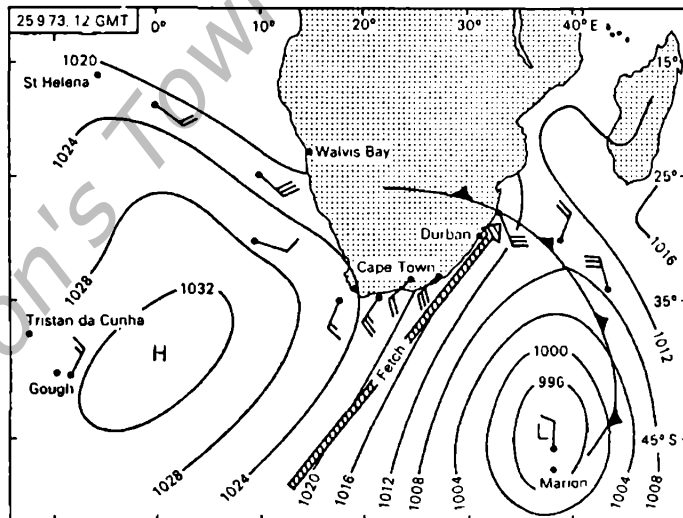 25 9 73. 12 GMT
0°
10°
20°
30°
40° E
1020
St Helena
15°
1024
Walvis Bay
25°
Durban
1016
1028
Cape Town
1032
35°
Tristan da Cunha
H
Fetch
1012
1000
996
Gough
45° S
Marion
1028
1024
1020
1016
1012
1008
1004
1004
1008
on's Town